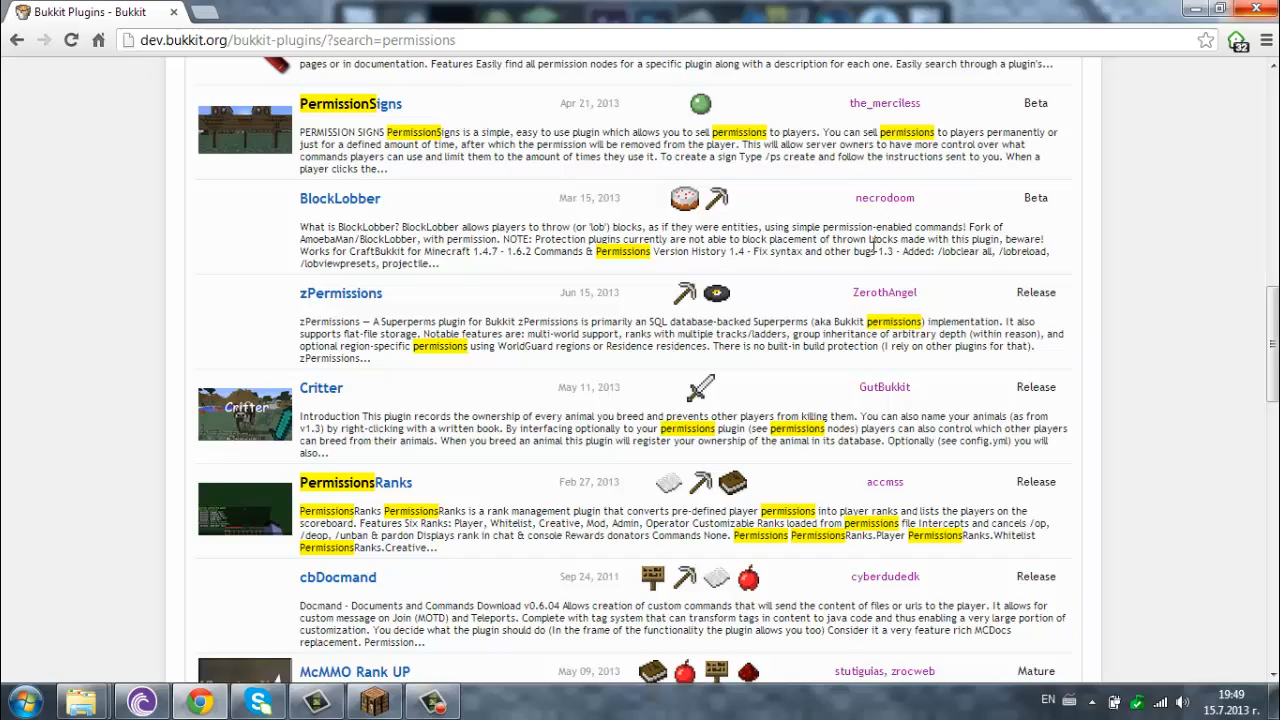 Bukkit Plugins - Bukkit
dev.bukkit.org/bukkit-plugins/?search=permissions
32
pages or in documentation. Features Easily find all permission nodes for a specific plugin along with a description for each one. Easily search through a plugin's...
PermissionSigns Apr 21, 2013 the_merciless Beta
PERMISSION SIGNS PermissionSigns is a simple, easy to use plugin which allows you to sell permissions to players. You can sell permissions to players permanently or
just for a defined amount of time, after which the permission will be removed from the player. This will allow server owners to have more control over what
commands players can use and limit them to the amount of times they use it. To create a sign Type /ps create and follow the instructions sent to you. When a
player clicks the...
BlockLobber Mar 15, 2013 necrodoom Beta
What is BlockLobber? BlockLobber allows players to throw (or 'lob') blocks, as if they were entities, using simple permission-enabled commands! Fork of
AmoebaMan/BlockLobber, with permission. NOTE: Protection plugins currently are not able to block placement of thrown blocks made with this plugin, beware!
Works for CraftBukkit for Minecraft 1.4.7 - 1.6.2 Commands & Permissions Version History 1.4 - Fix syntax and other bugs 1.3 - Added: /lobclear all, /lobreload,
/lobviewpresets, projectile...
zPermissions Jun 15, 2013 ZerothAngel Release
zPermissions — A Superperms plugin for Bukkit zPermissions is primarily an SQL database-backed Superperms (aka Bukkit permissions) implementation. It also
supports flat-file storage. Notable features are: multi-world support, ranks with multiple tracks/ladders, group inheritance of arbitrary depth (within reason), and
optional region-specific permissions using WorldGuard regions or Residence residences. There is no built-in build protection (I rely on other plugins for that).
zPermissions...
Critter May 11, 2013 GutBukkit Release
Critter
Introduction This plugin records the ownership of every animal you breed and prevents other players from killing them. You can also name your animals (as from
v1.3) by right-clicking with a written book. By interfacing optionally to your permissions plugin (see permissions nodes) players can also control which other players
can breed from their animals. When you breed an animal this plugin will register your ownership of the animal in its database. Optionally (see config.yml) you will
also...
PermissionsRanks Feb 27, 2013 accmss Release
PermissionsRanks PermissionsRanks is a rank management plugin that converts pre-defined player permissions into player ranks and lists the players on the
scoreboard. Features Six Ranks: Player, Whitelist, Creative, Mod, Admin, Operator Customizable Ranks loaded from permissions file Intercepts and cancels /op,
/deop, /unban & pardon Displays rank in chat & console Rewards donators Commands None. Permissions PermissionsRanks.Player PermissionsRanks.Whitelist
PermissionsRanks.Creative...
cbDocmand Sep 24, 2011 cyberdudedk Release
Docmand - Documents and Commands Download v0.6.04 Allows creation of custom commands that will send the content of files or urls to the player. It allows for
custom message on Join (MOTD) and Teleports. Complete with tag system that can transform tags in content to java code and thus enabling a very large portion of
customization. You decide what the plugin should do (In the frame of the functionality the plugin allows you too) Consider it a very feature rich MCDocs
replacement. Permission...
McMMO Rank UP May 09, 2013 stutiguias, zrocweb Mature
EN 19:49
15.7.2013 г.